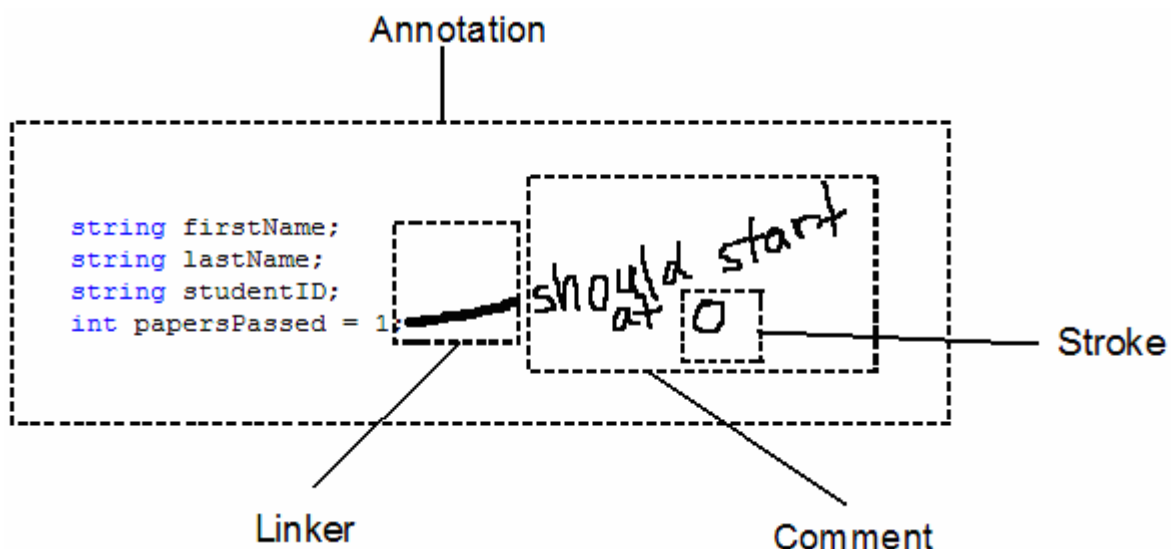 Annotation
string firstName;
string lastName;
string studentID;
int papersPassed = 1;
should start
at 0
Stroke
Linker
Comment